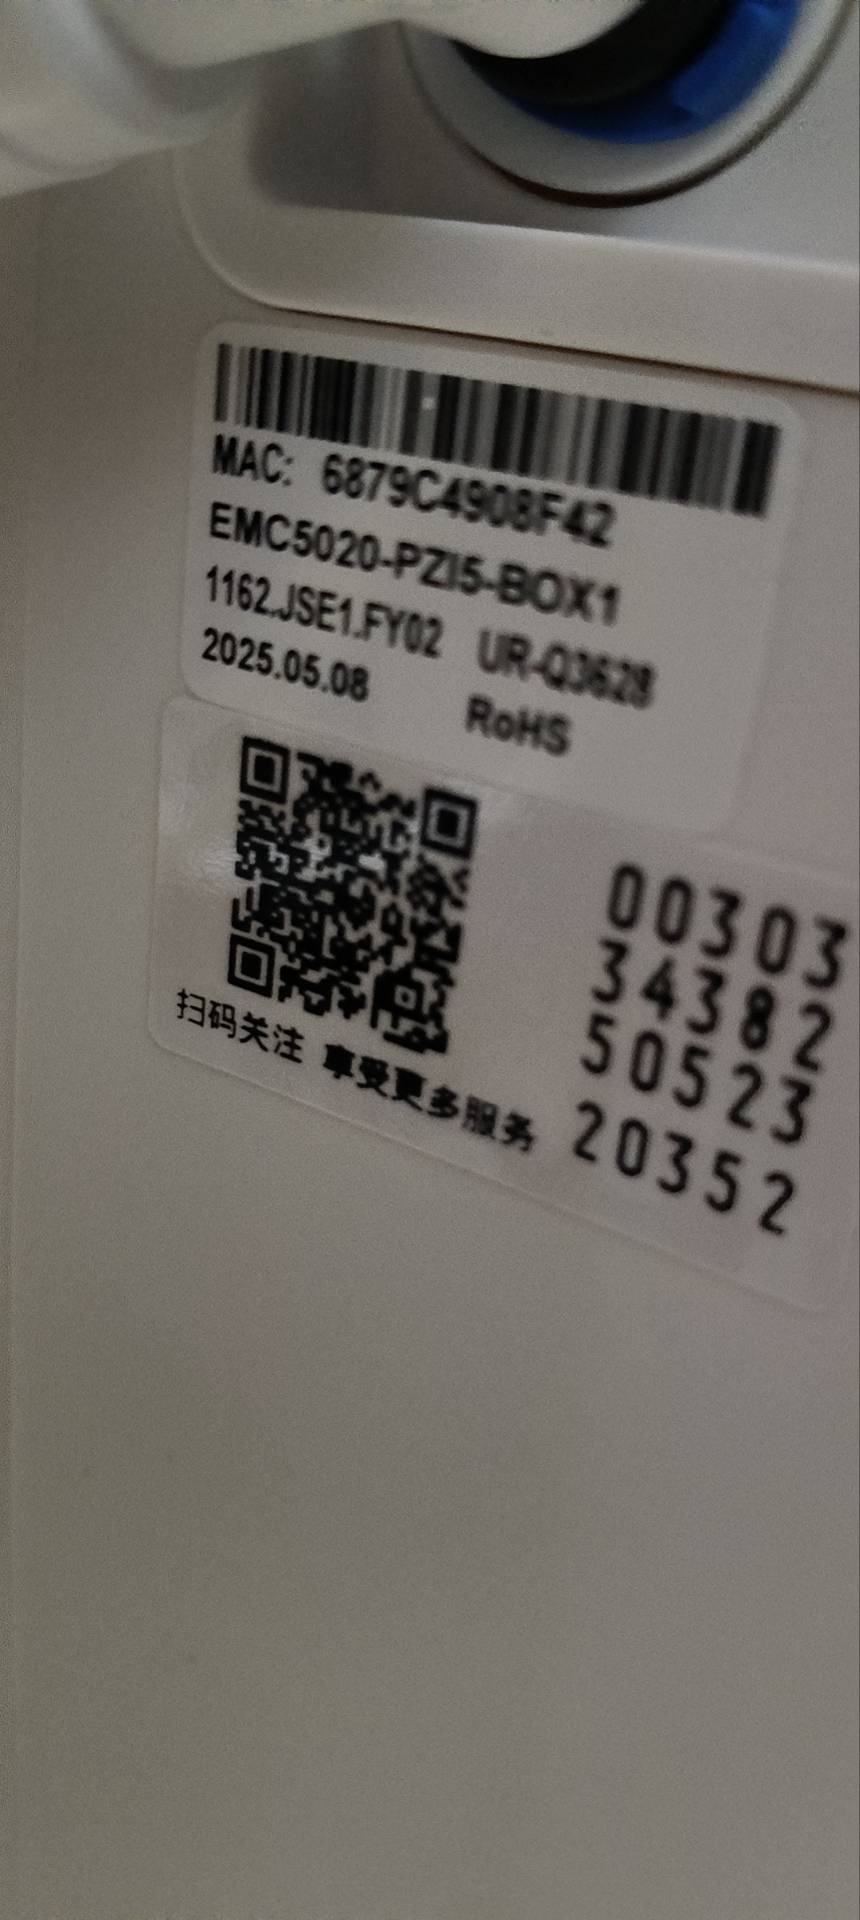 MAC: 6879C4908F42
EMC5020-PZI5-BOX1
1162.JSE1.FY02 UR-Q3628
2025.05.08 RoHS
00303
34382
50523
20352
扫码关注 享受更多服务